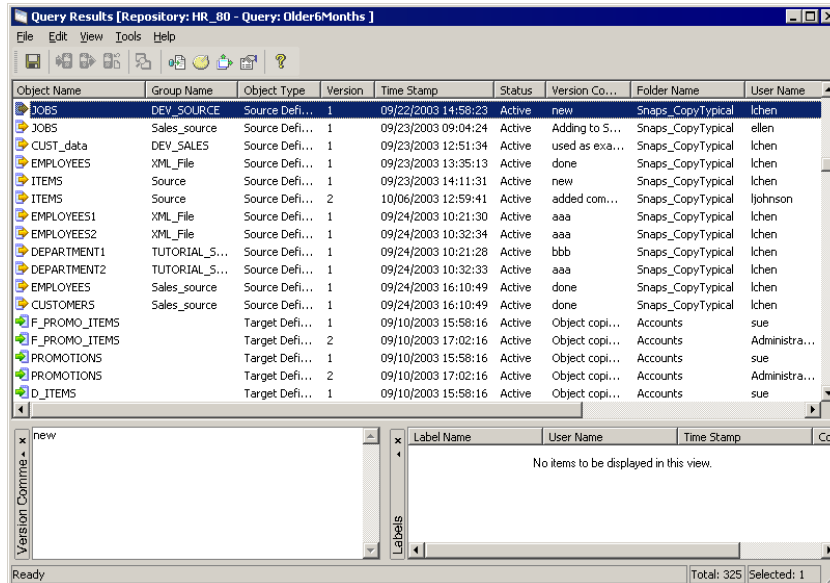 Query Results [Repository: HR_80 - Query: Older6Months ]
File Edit View Tools Help
Object Name Group Name Object Type Version Time Stamp Status Version Co... Folder Name User Name
JOBS DEV_SOURCE Source Defi... 1 09/22/2003 14:58:23 Active new Snaps_CopyTypical lchen
JOBS Sales_source Source Defi... 1 09/23/2003 09:04:24 Active Adding to S... Snaps_CopyTypical ellen
CUST_data DEV_SALES Source Defi... 1 09/23/2003 12:51:34 Active used as exa... Snaps_CopyTypical lchen
EMPLOYEES XML_File Source Defi... 1 09/23/2003 13:35:13 Active done Snaps_CopyTypical lchen
ITEMS Source Source Defi... 1 09/23/2003 14:11:31 Active new Snaps_CopyTypical lchen
ITEMS Source Source Defi... 2 10/06/2003 12:59:41 Active added com... Snaps_CopyTypical ljohnson
EMPLOYEES1 XML_File Source Defi... 1 09/24/2003 10:21:30 Active aaa Snaps_CopyTypical lchen
EMPLOYEES2 XML_File Source Defi... 1 09/24/2003 10:32:34 Active aaa Snaps_CopyTypical lchen
DEPARTMENT1 TUTORIAL_S... Source Defi... 1 09/24/2003 10:21:28 Active bbb Snaps_CopyTypical lchen
DEPARTMENT2 TUTORIAL_S... Source Defi... 1 09/24/2003 10:32:33 Active aaa Snaps_CopyTypical lchen
EMPLOYEES Sales_source Source Defi... 1 09/24/2003 16:10:49 Active done Snaps_CopyTypical lchen
CUSTOMERS Sales_source Source Defi... 1 09/24/2003 16:10:49 Active done Snaps_CopyTypical lchen
F_PROMO_ITEMS Target Defi... 1 09/10/2003 15:58:16 Active Object copi... Accounts sue
F_PROMO_ITEMS Target Defi... 2 09/10/2003 17:02:16 Active Object copi... Accounts Administra...
PROMOTIONS Target Defi... 1 09/10/2003 15:58:16 Active Object copi... Accounts sue
PROMOTIONS Target Defi... 2 09/10/2003 17:02:16 Active Object copi... Accounts Administra...
D_ITEMS Target Defi... 1 09/10/2003 15:58:16 Active Object copi... Accounts sue
Version Comme
new
Labels
Label Name User Name Time Stamp Co
No items to be displayed in this view.
Ready Total: 325 Selected: 1